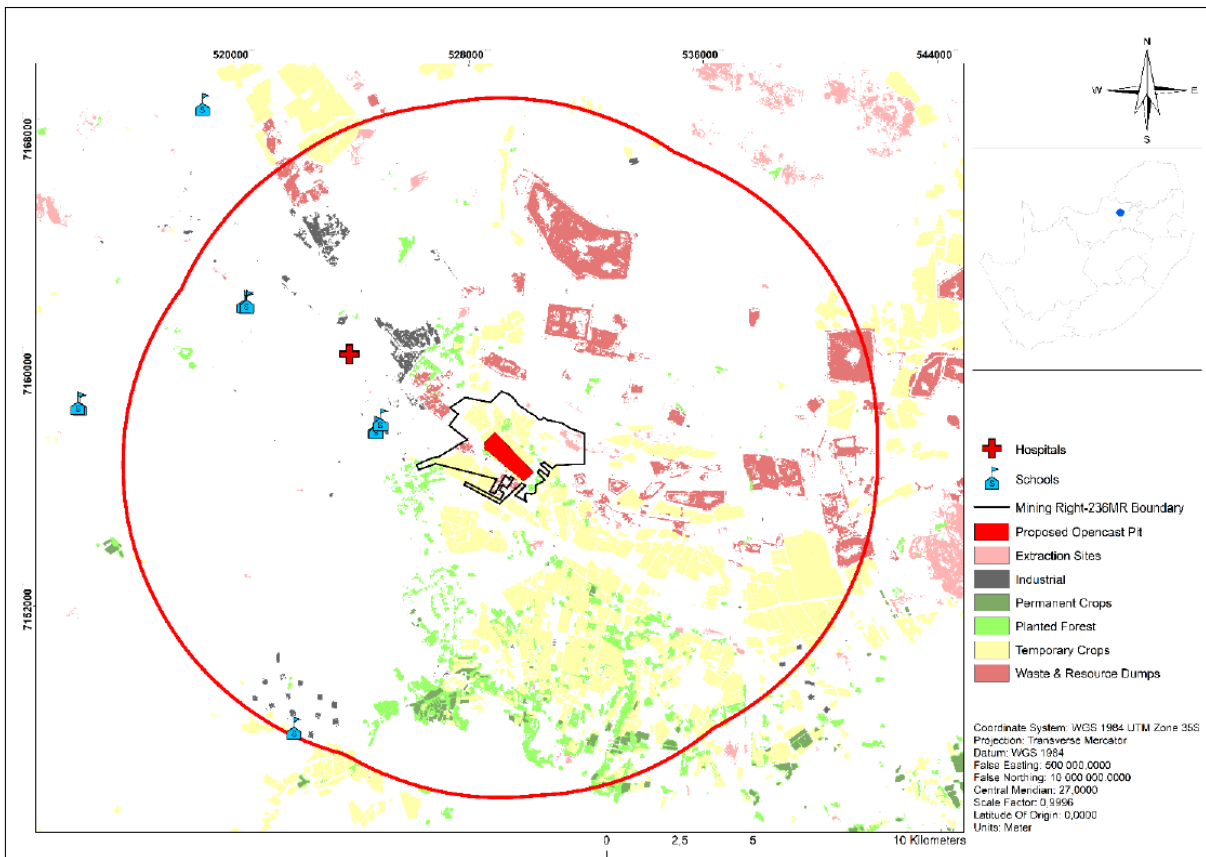 520000
528000
536000
544000
N
W
E
S
7168000
7160000
7152000
S
S
S
S
S
Hospitals
S
Schools
Mining Right-236MR Boundary
Proposed Opencast Pit
Extraction Sites
Industrial
Permanent Crops
Planted Forest
Temporary Crops
Waste & Resource Dumps
Coordinate System: WGS 1984 UTM Zone 35S
Projection: Transverse Mercator
Datum: WGS 1984
False Easting: 500 000,0000
False Northing: 10 000 000,0000
Central Meridian: 27,0000
Scale Factor: 0,9996
Latitude Of Origin: 0,0000
Units: Meter
0 2,5 5 10 Kilometers